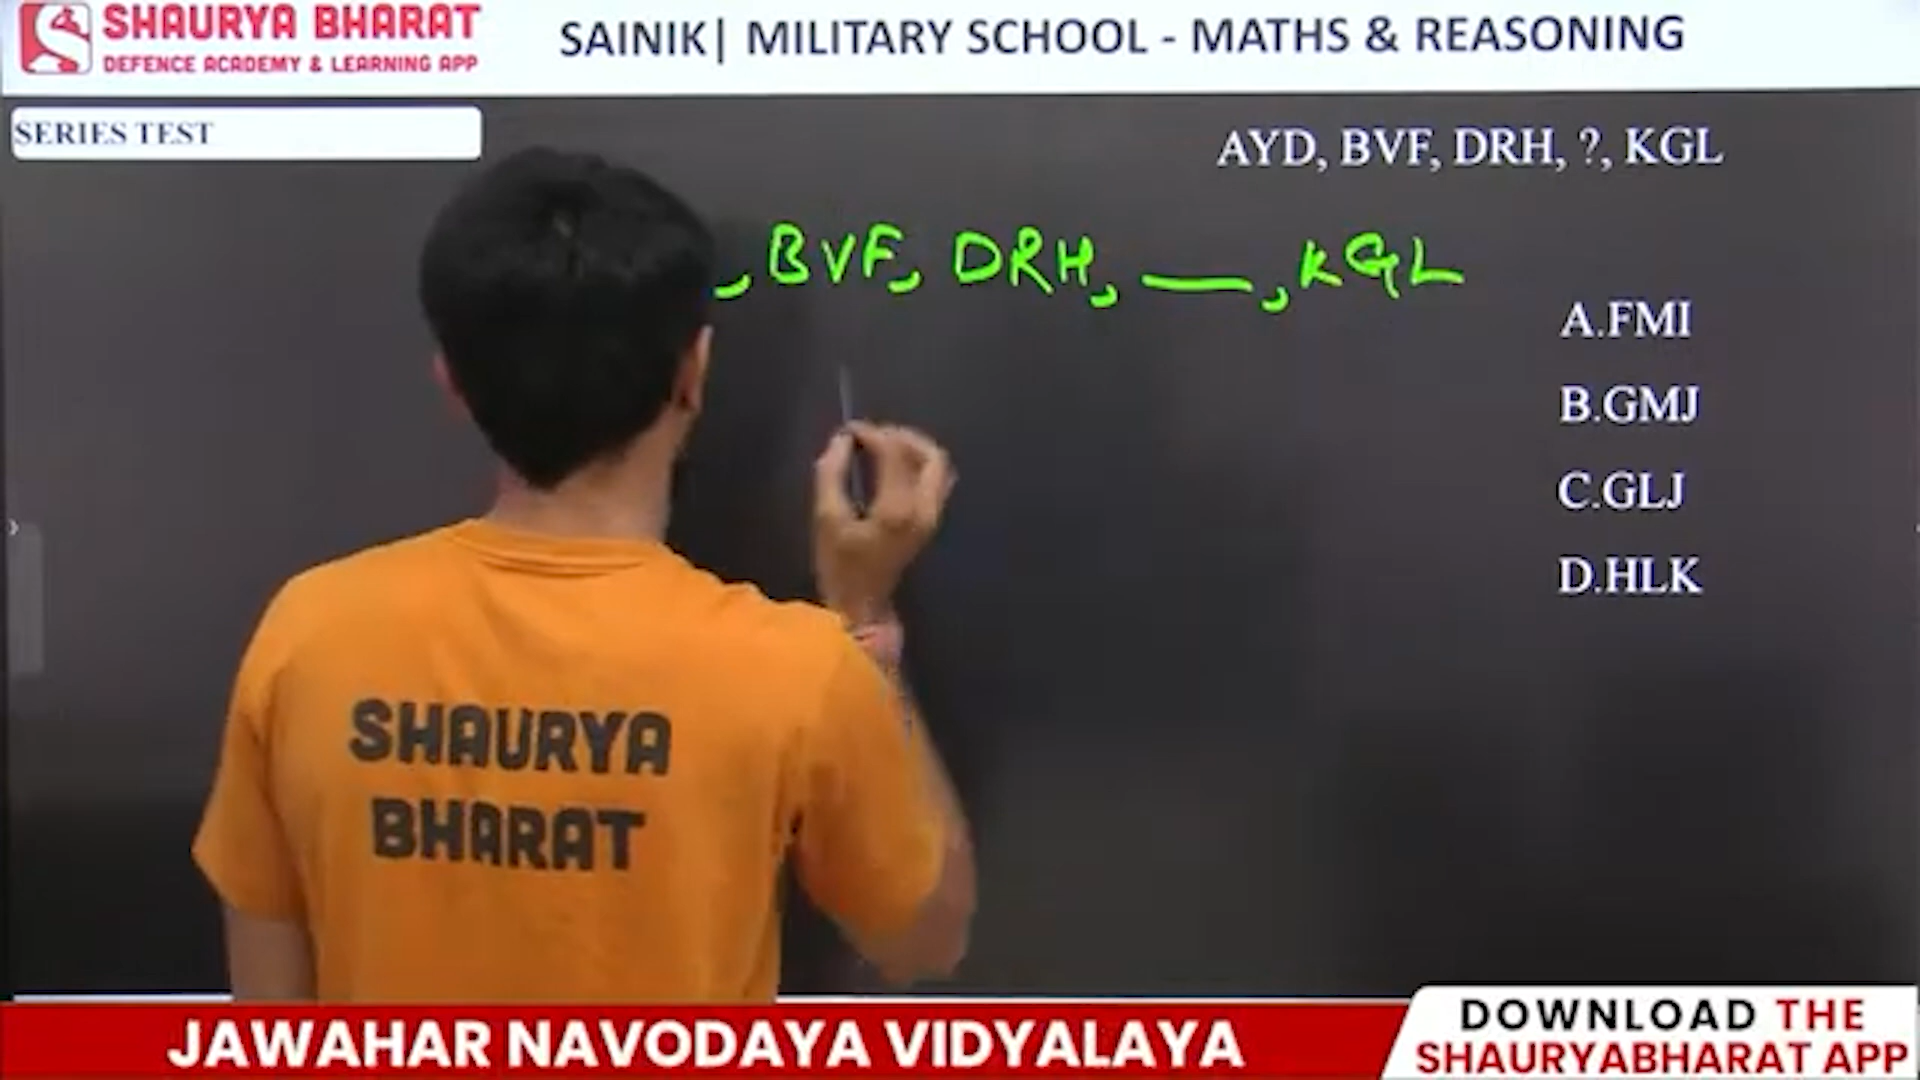 SHAURYA BHARAT
DEFENCE ACADEMY & LEARNING APP
SAINIK| MILITARY SCHOOL - MATHS & REASONING
SERIES TEST
AYD, BVF, DRH, ?, KGL
, BVF, DRH, __, KGL
A.FMI
B.GMJ
C.GLJ
D.HLK
SHAURYA
BHARAT
JAWAHAR NAVODAYA VIDYALAYA
DOWNLOAD THE
SHAURYABHARAT APP